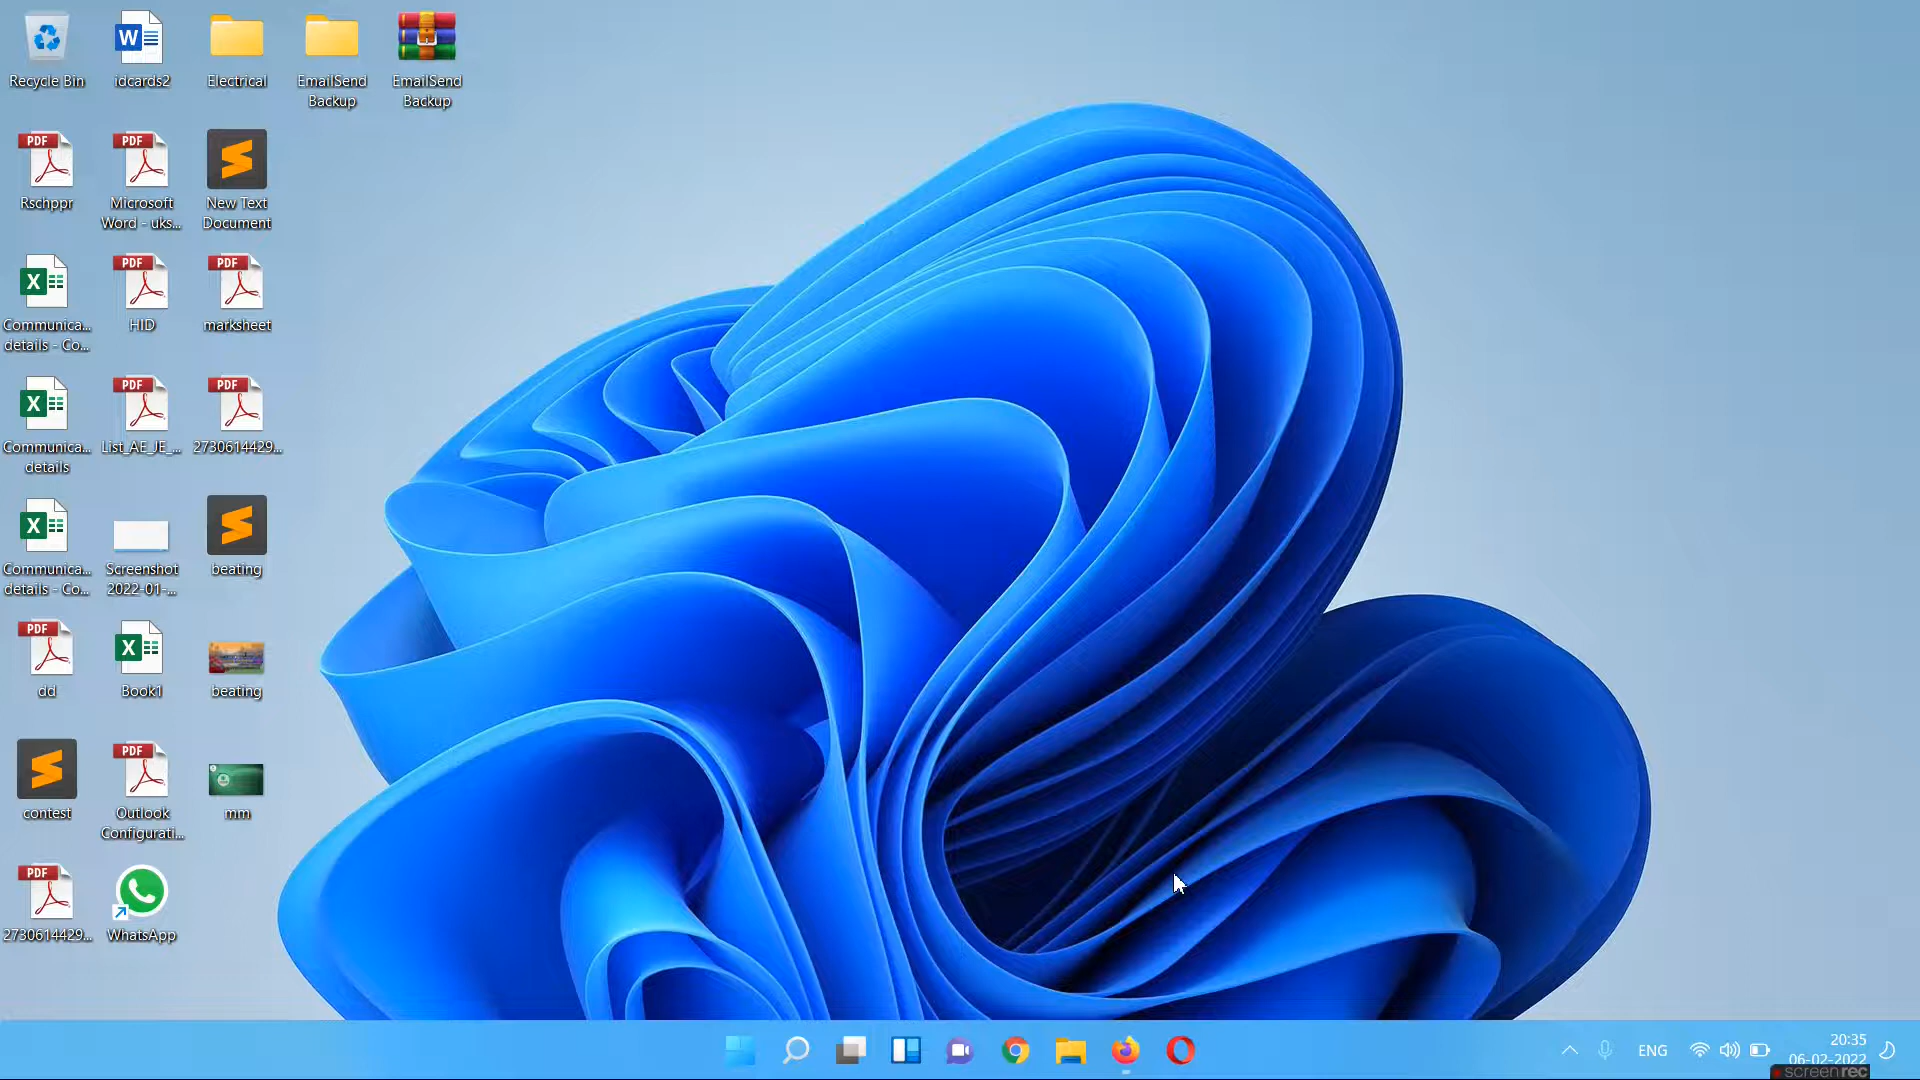 Recycle Bin
idcards2
Electrical
EmailSend
Backup
EmailSend
Backup
PDF
Rschppr
PDF
Microsoft
Word - uks...
New Text
Document
Communica...
details - Co...
PDF
HID
PDF
marksheet
Communica...
details
PDF
List_AE_JE_...
PDF
2730614429...
Communica...
details - Co...
Screenshot
2022-01-...
beating
PDF
dd
Book1
beating
contest
PDF
Outlook
Configurati...
mm
PDF
2730614429...
WhatsApp
ENG
20:35
06-02-2022
screenrec